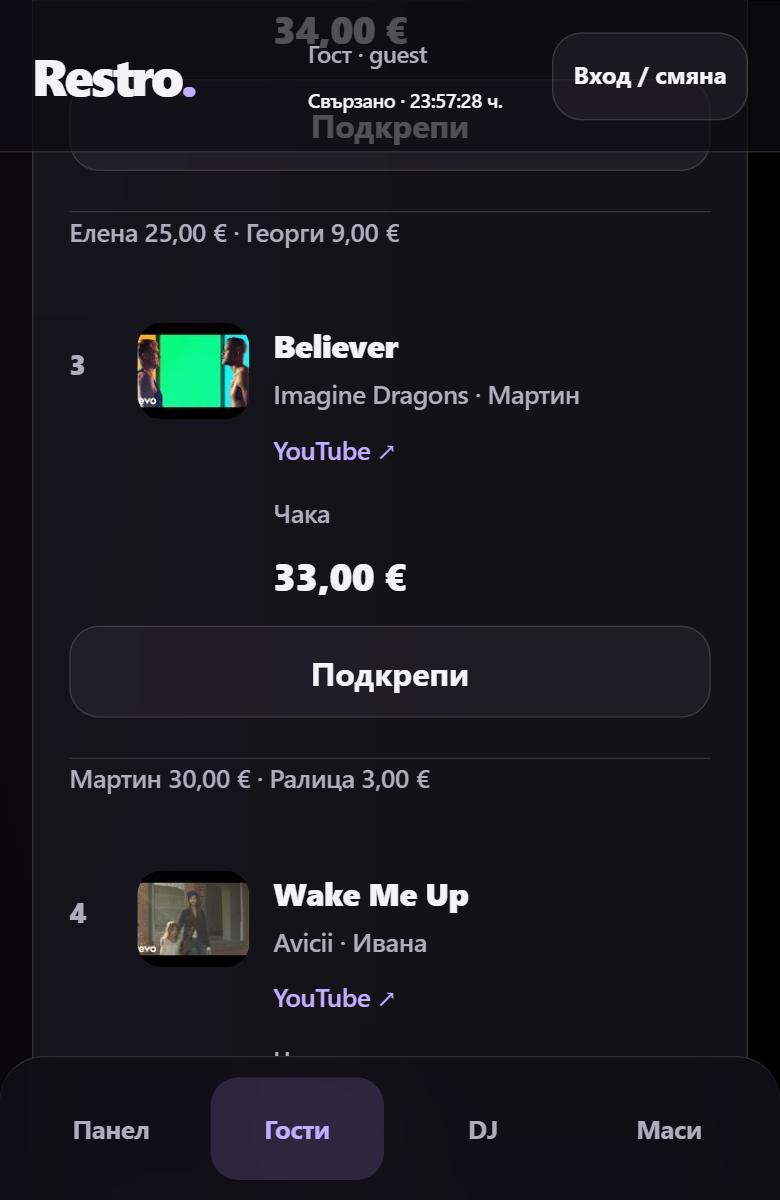 34,00 €
Гост · guest
Restro.
Вход / смяна
Свързано · 23:57:28 ч.
Подкрепи
Елена 25,00 € · Георги 9,00 €
3
Believer
Imagine Dragons · Мартин
evo
YouTube ↗
Чака
33,00 €
Подкрепи
Мартин 30,00 € · Ралица 3,00 €
4
Wake Me Up
Avicii · Ивана
evo
YouTube ↗
Панел
Гости
DJ
Маси